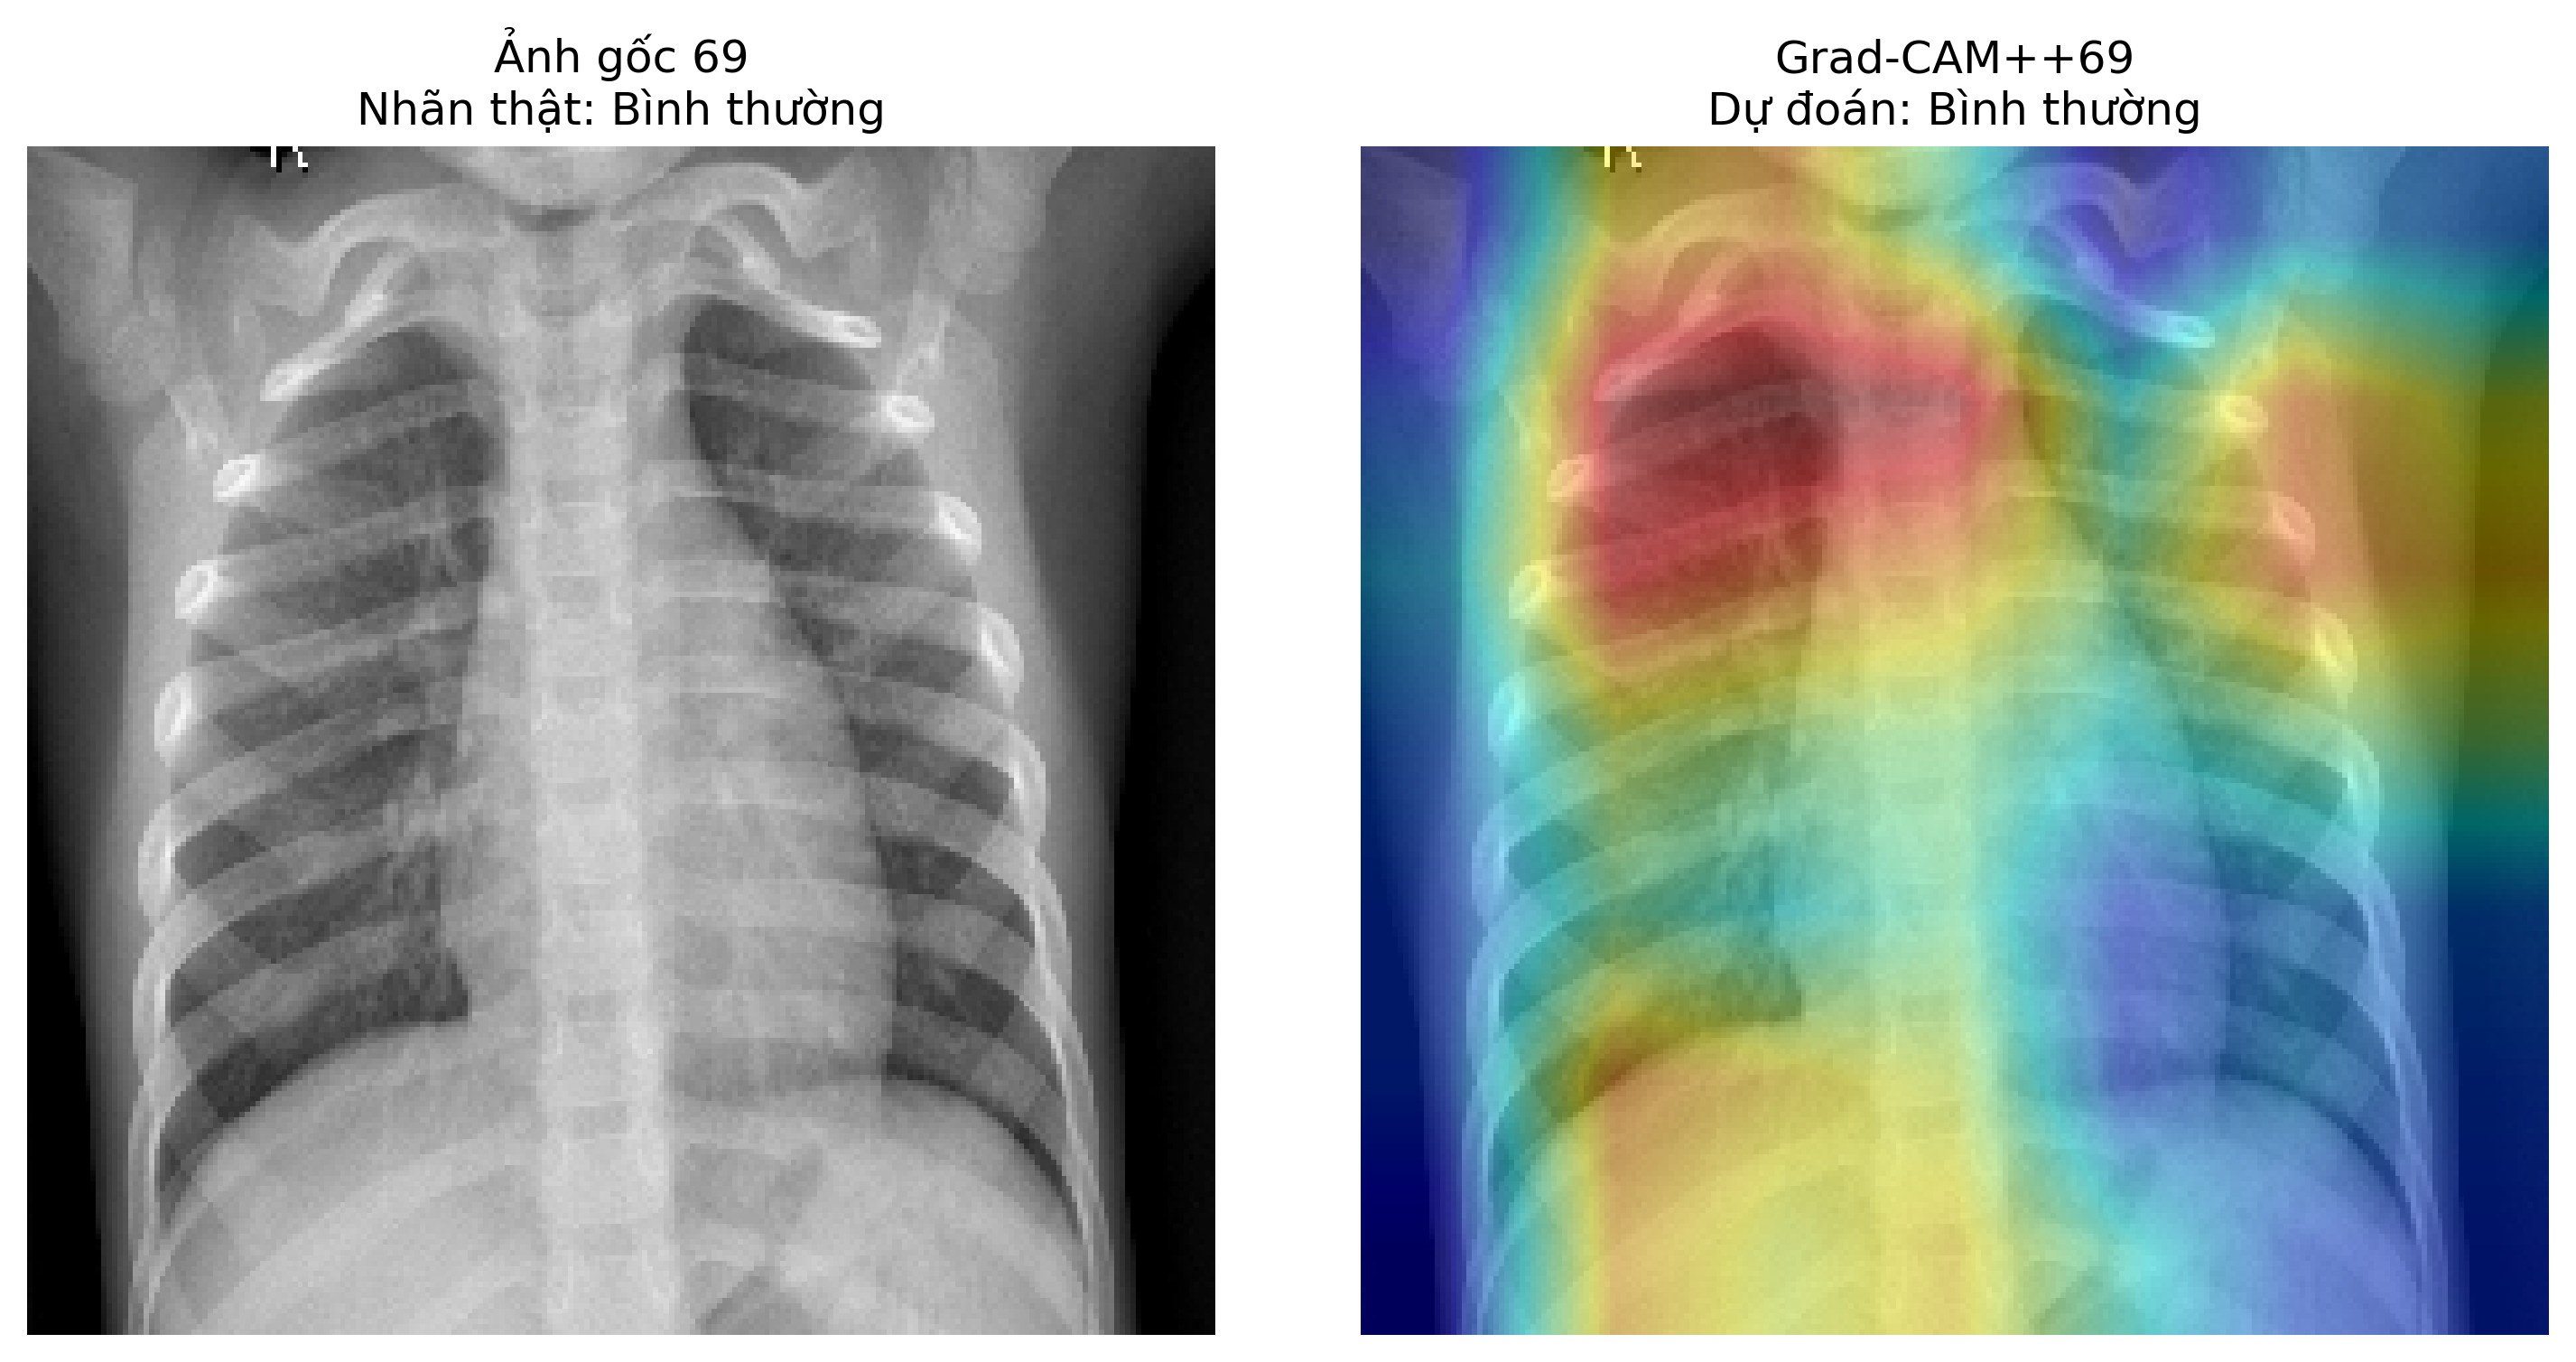 Ảnh gốc 69
Nhãn thật: Bình thường
Grad-CAM++69
Dự đoán: Bình thường